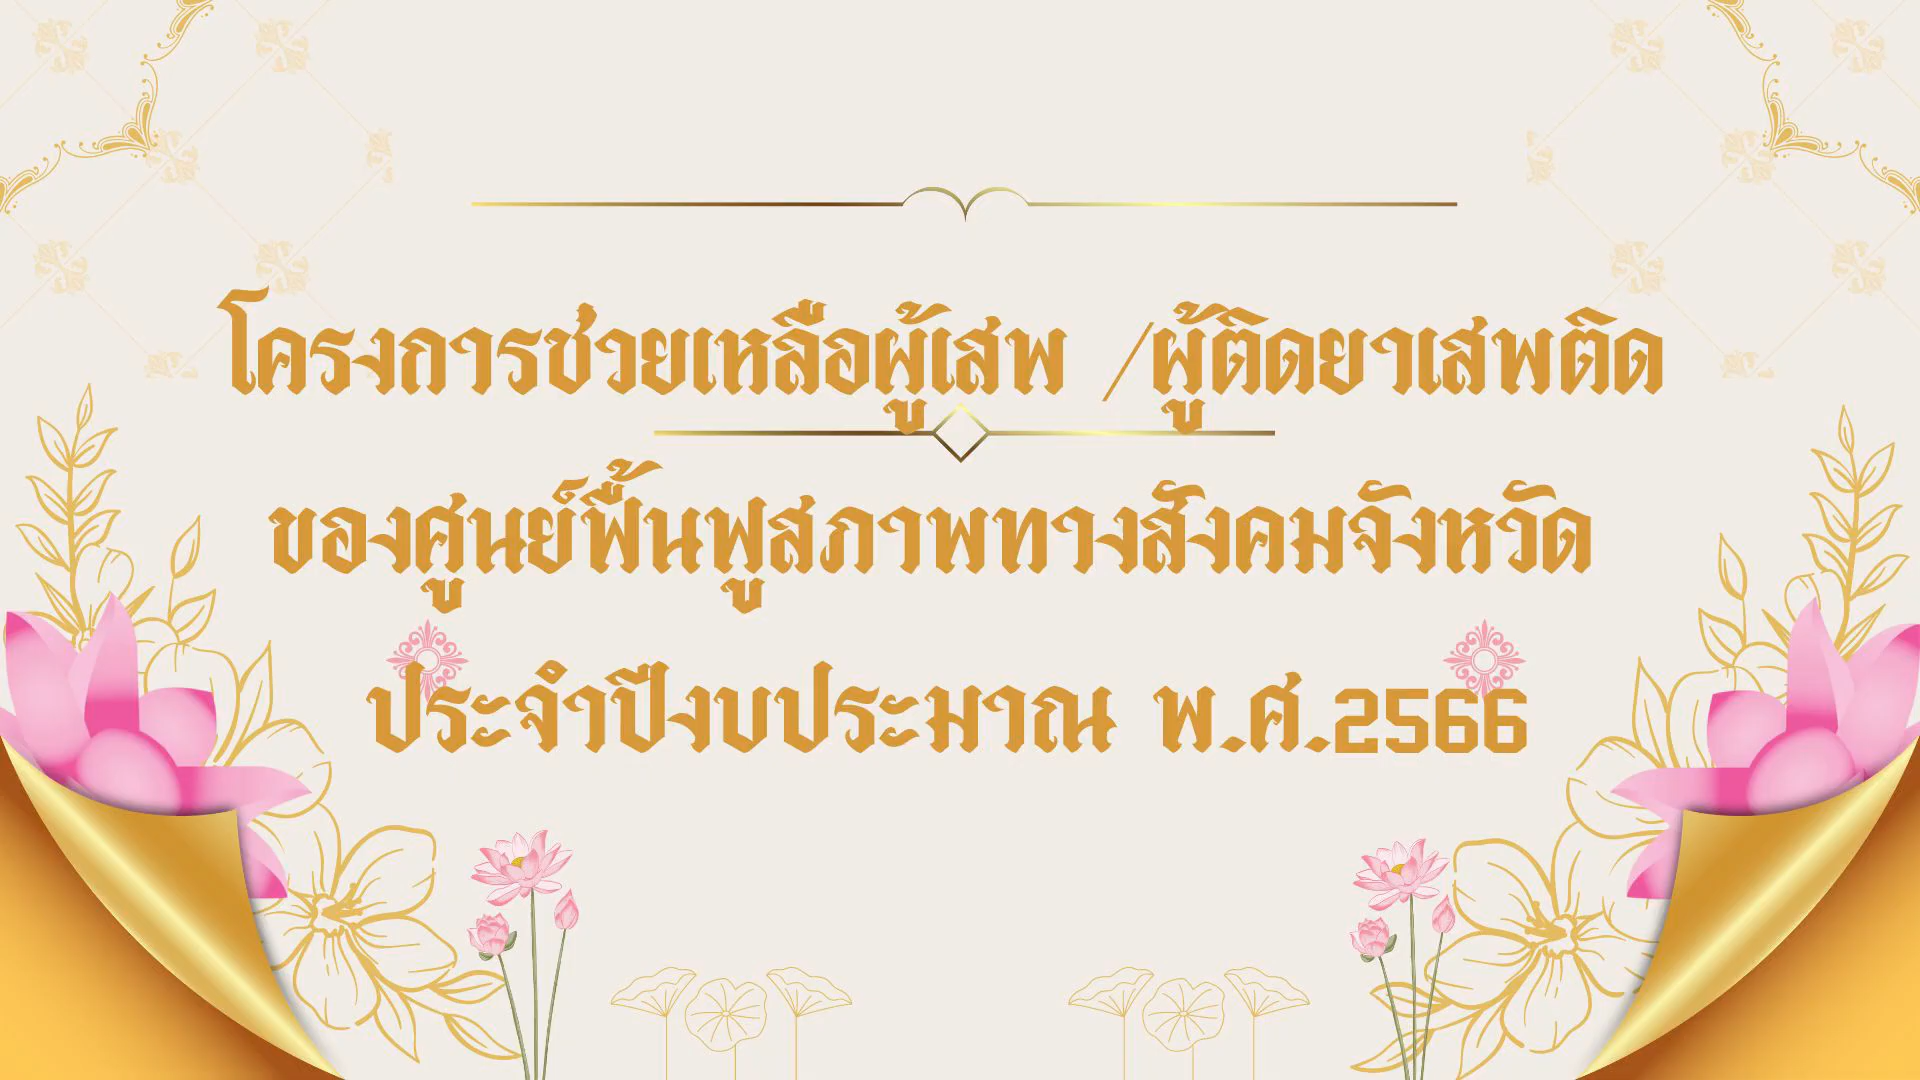 โครงการช่วยเหลือผู้เสพ /ผู้ติดยาเสพติด
ของศูนย์ฟื้นฟูสภาพทางสังคมจังหวัด
ประจำปีงบประมาณ พ.ศ.2566